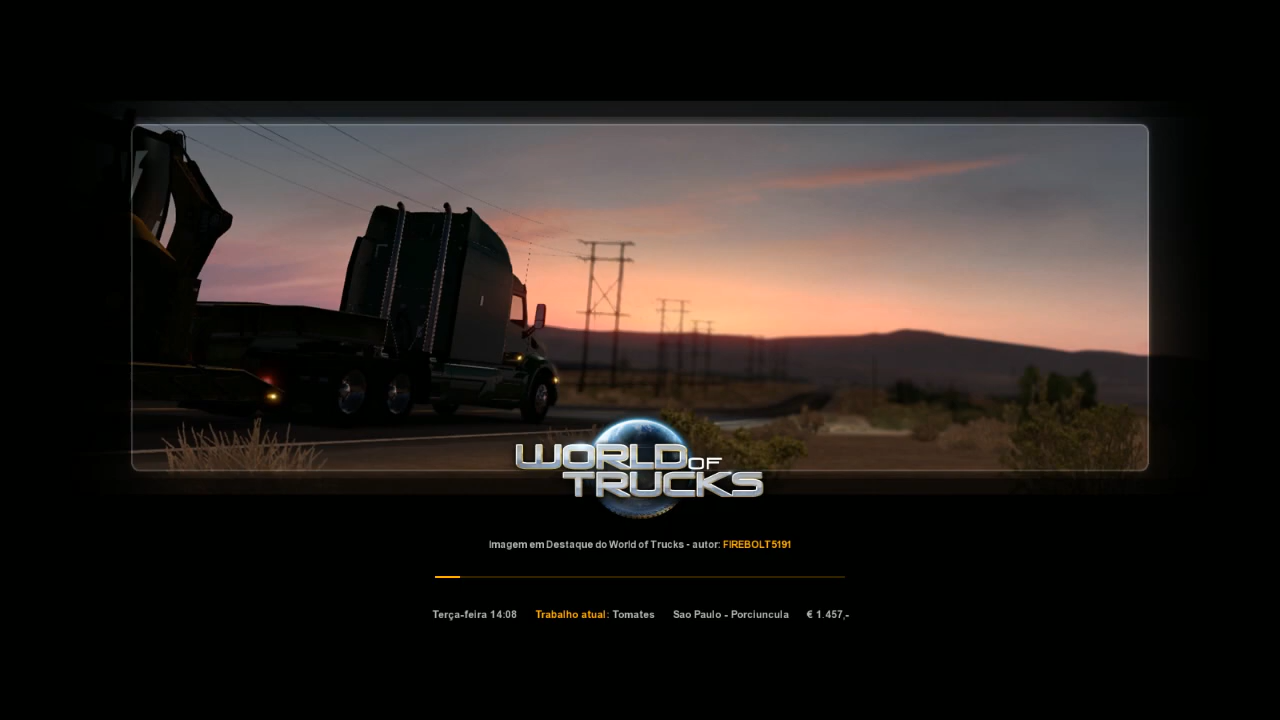 WORLD OF
TRUCKS
Imagem em Destaque do World of Trucks - autor: FIREBOLT5191
Terça-feira 14:08 Trabalho atual: Tomates Sao Paulo - Porciuncula € 1.457,-